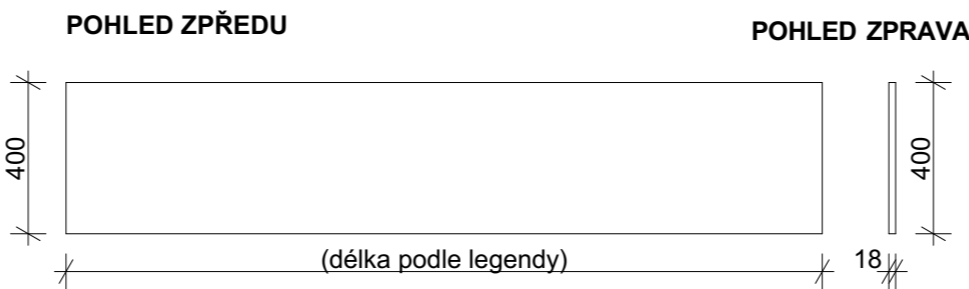 POHLED ZPŘEDU
POHLED ZPRAVA
400
400
(délka podle legendy)
18